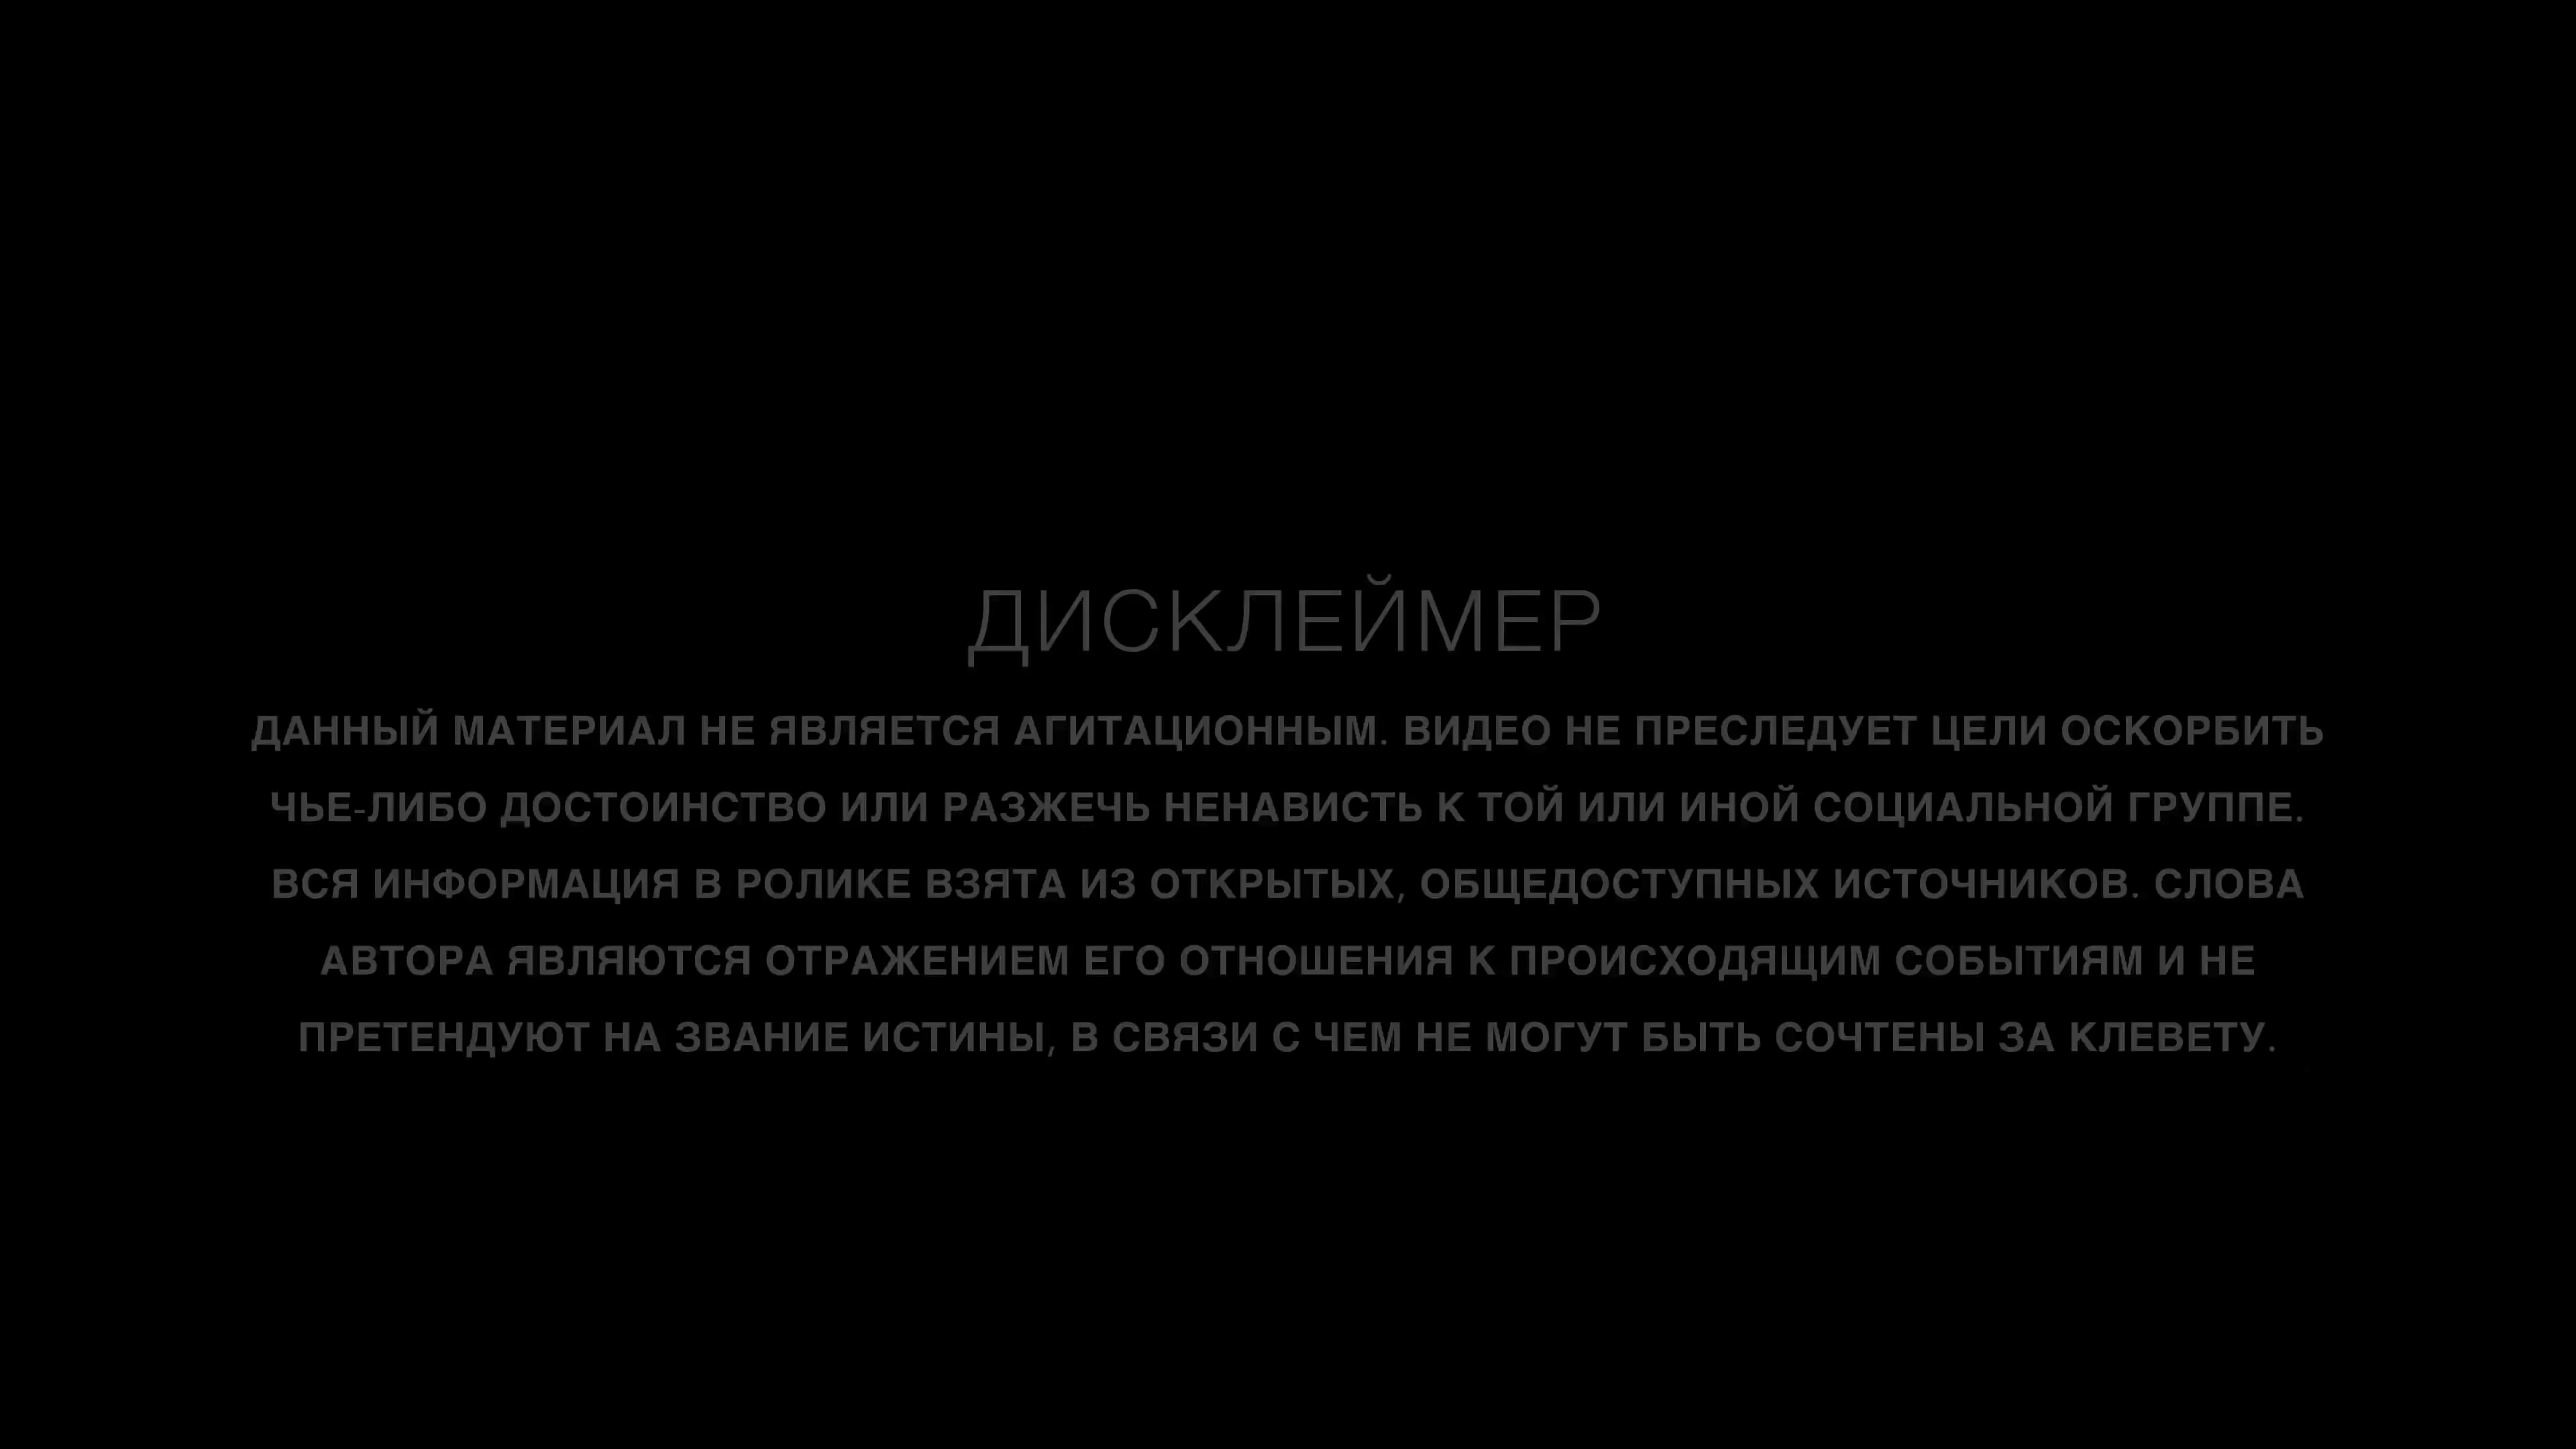 ДИСКЛЕЙМЕР
ДАННЫЙ МАТЕРИАЛ НЕ ЯВЛЯЕТСЯ АГИТАЦИОННЫМ. ВИДЕО НЕ ПРЕСЛЕДУЕТ ЦЕЛИ ОСКОРБИТЬ
ЧЬЕ-ЛИБО ДОСТОИНСТВО ИЛИ РАЗЖЕЧЬ НЕНАВИСТЬ К ТОЙ ИЛИ ИНОЙ СОЦИАЛЬНОЙ ГРУППЕ.
ВСЯ ИНФОРМАЦИЯ В РОЛИКЕ ВЗЯТА ИЗ ОТКРЫТЫХ, ОБЩЕДОСТУПНЫХ ИСТОЧНИКОВ. СЛОВА
АВТОРА ЯВЛЯЮТСЯ ОТРАЖЕНИЕМ ЕГО ОТНОШЕНИЯ К ПРОИСХОДЯЩИМ СОБЫТИЯМ И НЕ
ПРЕТЕНДУЮТ НА ЗВАНИЕ ИСТИНЫ, В СВЯЗИ С ЧЕМ НЕ МОГУТ БЫТЬ СОЧТЕНЫ ЗА КЛЕВЕТУ.